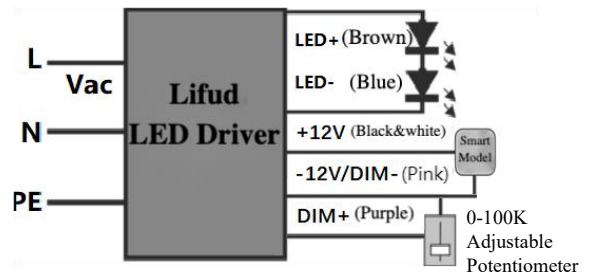 L
Vac
N
PE
Lifud
LED Driver
LED+ (Brown)
LED- (Blue)
+12V (Black&white)
-12V/DIM- (Pink)
DIM+ (Purple)
Smart
Model
0-100K
Adjustable
Potentiometer